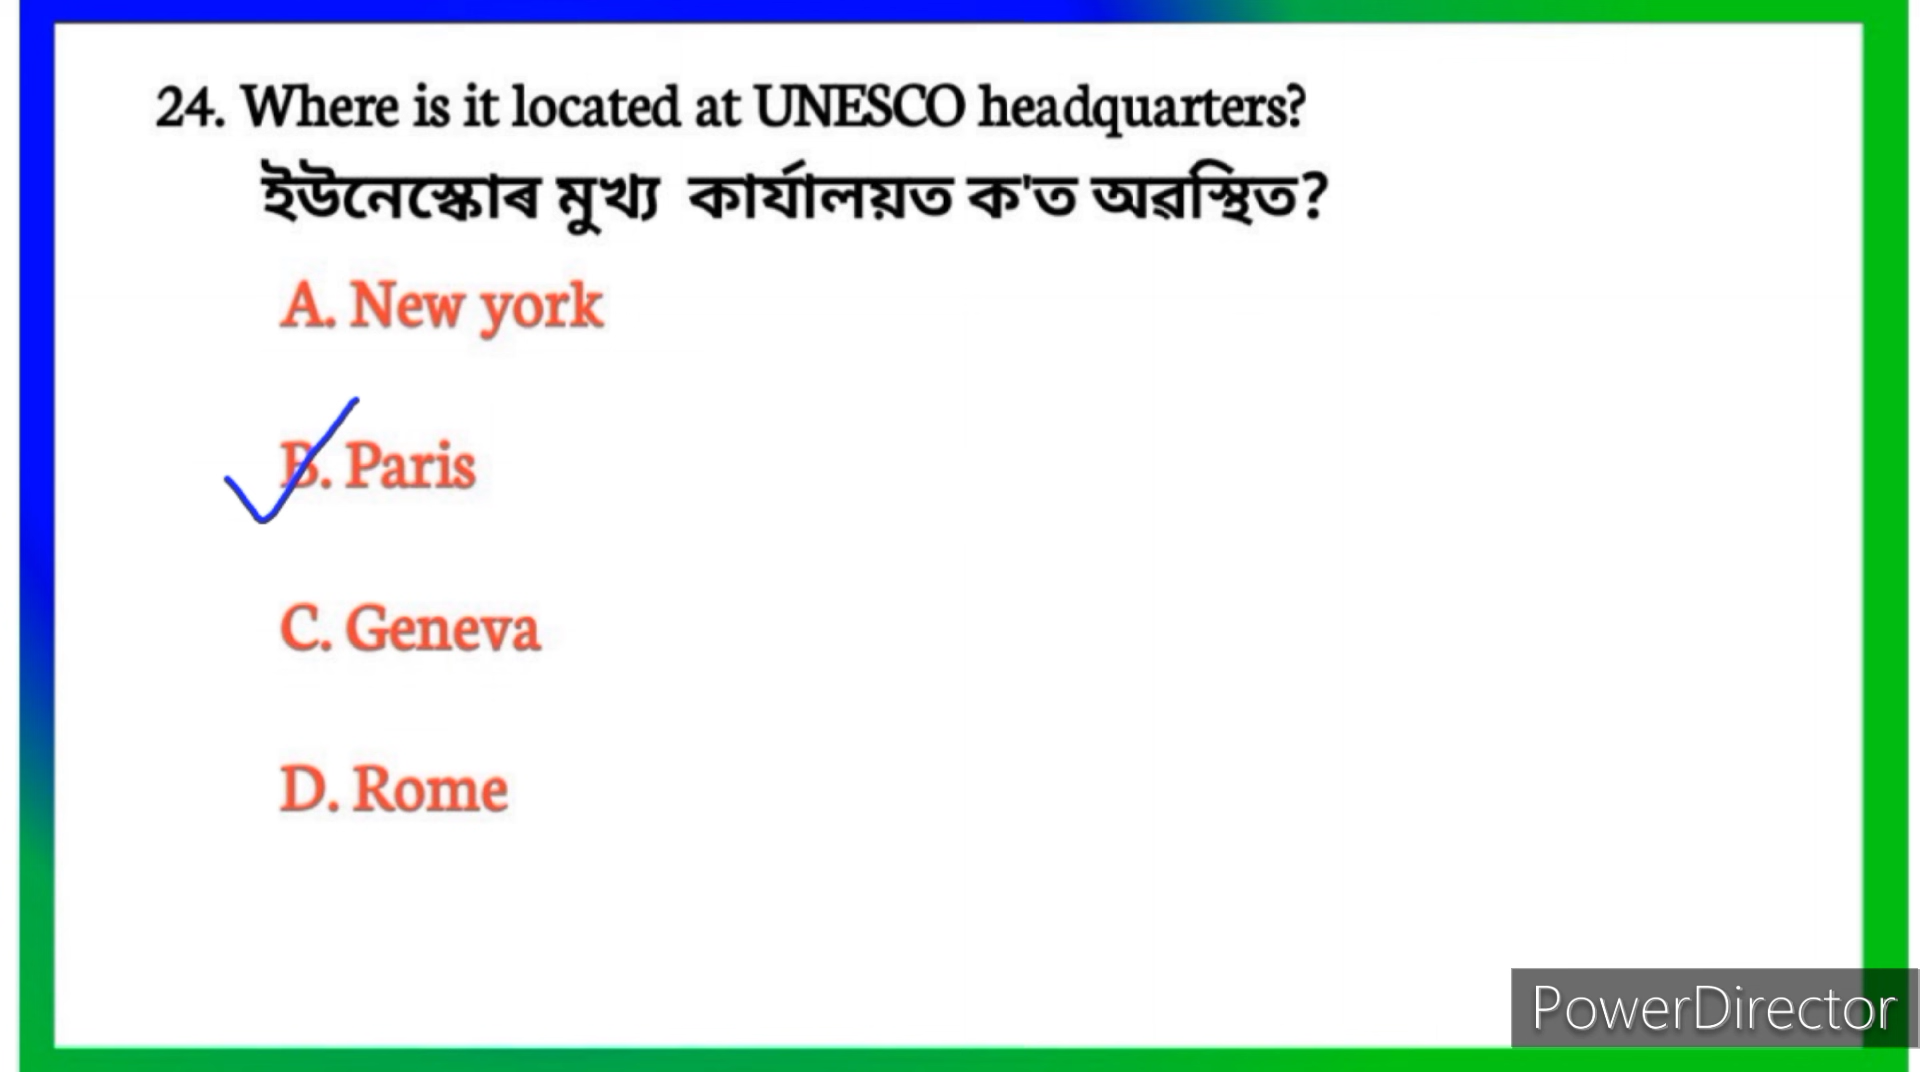 24. Where is it located at UNESCO headquarters?
ইউনেস্কোৰ মুখ্য কাৰ্যালয়ত ক'ত অৱস্থিত?
A. New york
B. Paris
C. Geneva
D. Rome
PowerDirector